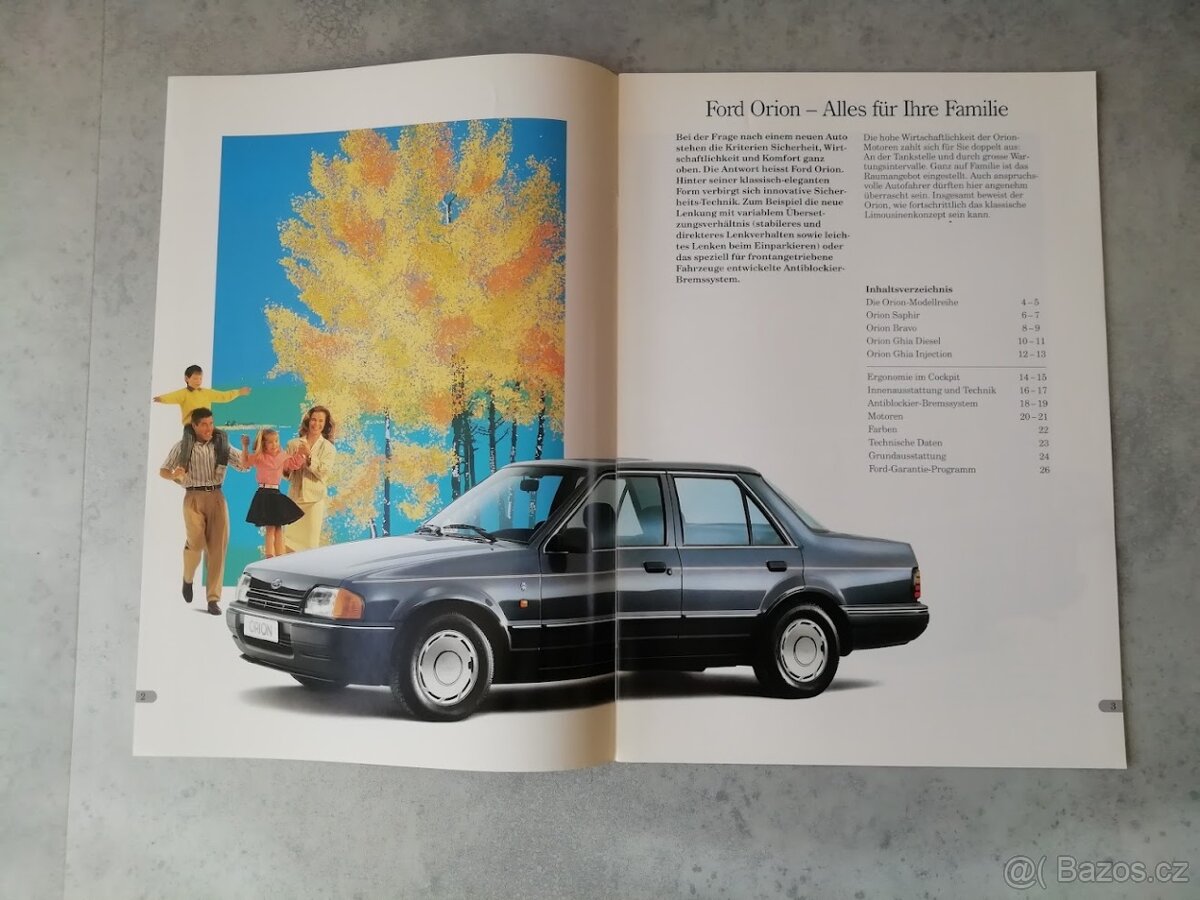 Ford Orion – Alles für Ihre Familie
Bei der Frage nach einem neuen Auto
stehen die Kriterien Sicherheit, Wirt-
schaftlichkeit und Komfort ganz
oben. Die Antwort heisst Ford Orion.
Hinter seiner klassisch-eleganten
Form verbirgt sich innovative Sicher-
heits-Technik. Zum Beispiel die neue
Lenkung mit variablem Überset-
zungsverhältnis (stabileres und
direkteres Lenkverhalten sowie leich-
tes Lenken beim Einparkieren) oder
das speziell für frontangetriebene
Fahrzeuge entwickelte Antiblockier-
Bremssystem.
Die hohe Wirtschaftlichkeit der Orion-
Motoren zahlt sich für Sie doppelt aus:
An der Tankstelle und durch grosse War-
tungsintervalle. Ganz auf Familie ist das
Raumangebot eingestellt. Auch anspruchs-
volle Autofahrer dürften hier angenehm
überrascht sein. Insgesamt beweist der
Orion, wie fortschrittlich das klassische
Limousinenkonzept sein kann.
Inhaltsverzeichnis
Die Orion-Modellreihe 4–5
Orion Saphir 6–7
Orion Bravo 8–9
Orion Ghia Diesel 10–11
Orion Ghia Injection 12–13
Ergonomie im Cockpit 14–15
Innenausstattung und Technik 16–17
Antiblockier-Bremssystem 18–19
Motoren 20–21
Farben 22
Technische Daten 23
Grundausstattung 24
Ford-Garantie-Programm 26
ORION
2
3
@( Bazos.cz